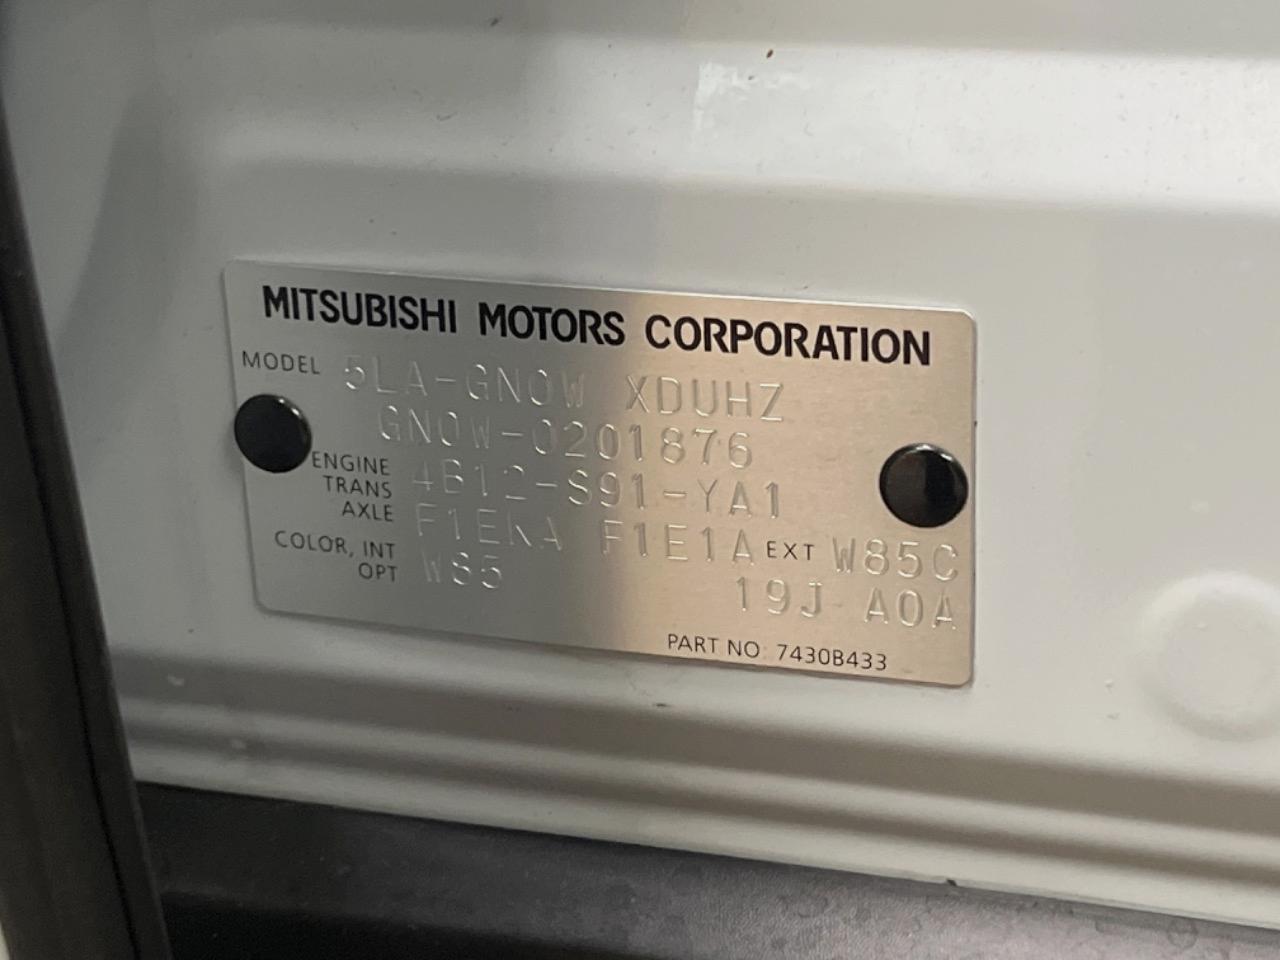 MITSUBISHI MOTORS CORPORATION
MODEL 5LA-GN0W XDUHZ
GN0W-0201876
ENGINE 4B12-S91-YA1
TRANS
AXLE F1EKA F1E1A EXT W85C
COLOR, INT W85
OPT 19J A0A
PART NO: 7430B433